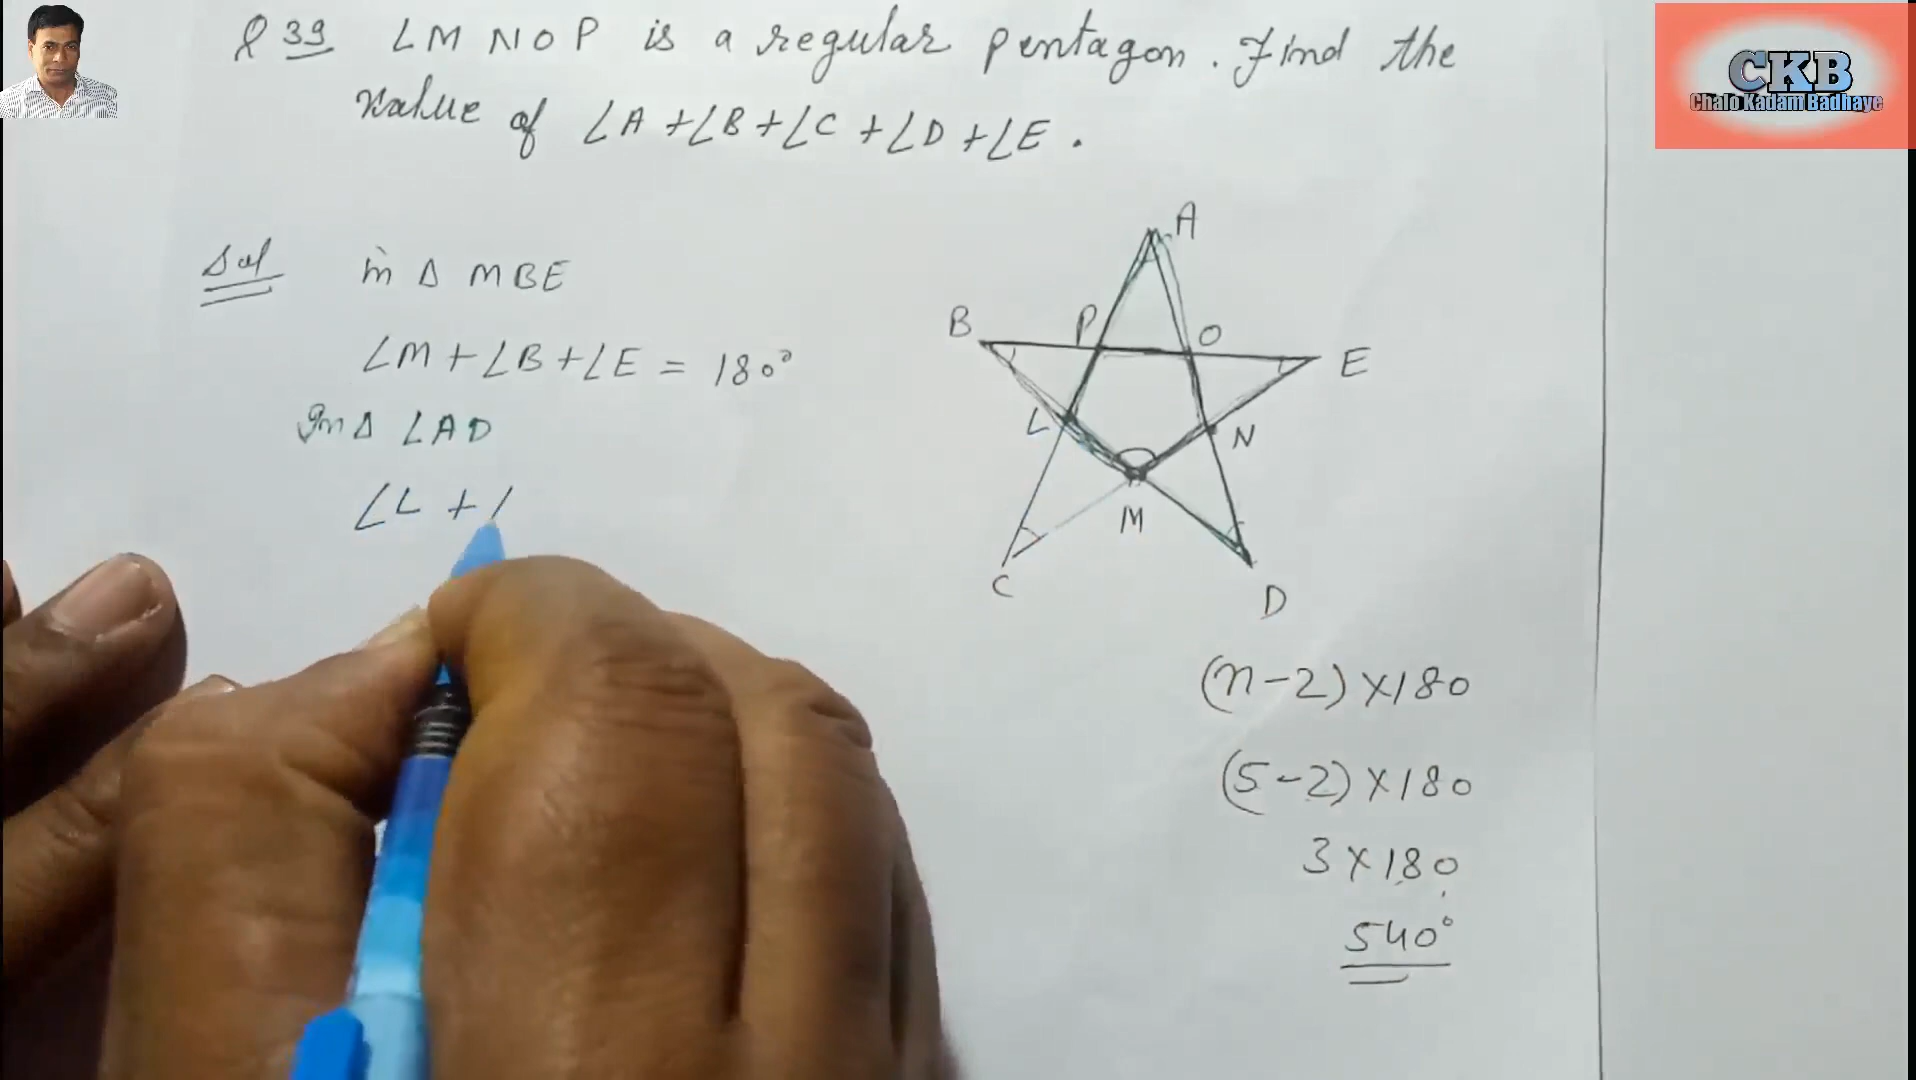 Q 39 LMNOP is a regular pentagon. Find the
value of ∠A+∠B+∠C+∠D+∠E.
Sol in Δ MBE
∠M+∠B+∠E = 180°
In Δ LAD
∠L +∠
A
B P O E
L N
M
C D
(n-2)×180
(5-2)×180
3×180
540°
CKB
Chalo Kadam Badhaye